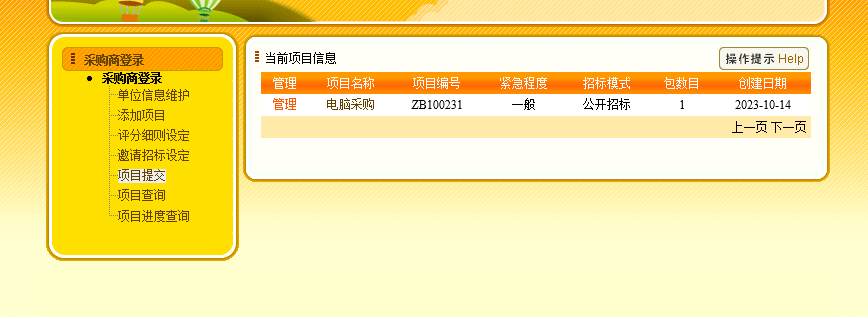 采购商登录
采购商登录
单位信息维护
添加项目
评分细则设定
邀请招标设定
项目提交
项目查询
项目进度查询
当前项目信息
操作提示 Help
管理 项目名称 项目编号 紧急程度 招标模式 包数目 创建日期
管理 电脑采购 ZB100231 一般 公开招标 1 2023-10-14
上一页 下一页